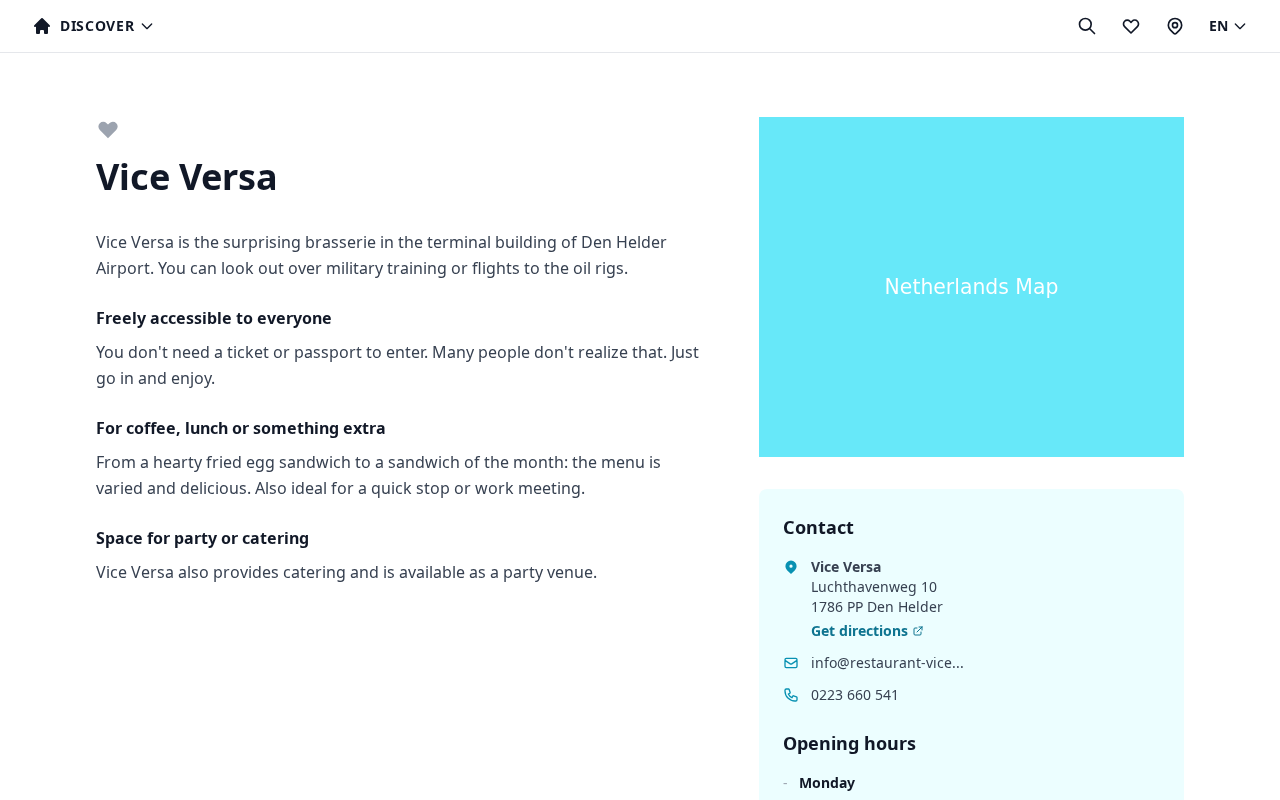 DISCOVER
EN
Vice Versa
Vice Versa is the surprising brasserie in the terminal building of Den Helder
Airport. You can look out over military training or flights to the oil rigs.
Freely accessible to everyone
You don't need a ticket or passport to enter. Many people don't realize that. Just
go in and enjoy.
For coffee, lunch or something extra
From a hearty fried egg sandwich to a sandwich of the month: the menu is
varied and delicious. Also ideal for a quick stop or work meeting.
Space for party or catering
Vice Versa also provides catering and is available as a party venue.
Netherlands Map
Contact
Vice Versa
Luchthavenweg 10
1786 PP Den Helder
Get directions
info@restaurant-vice...
0223 660 541
Opening hours
- Monday